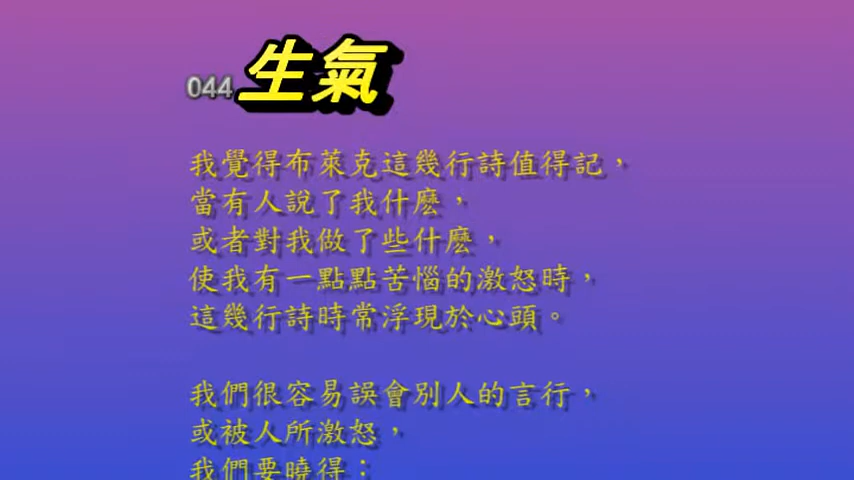 044 生氣
我覺得布萊克這幾行詩值得記，
當有人說了我什麼，
或者對我做了些什麼，
使我有一點點苦惱的激怒時，
這幾行詩時常浮現於心頭。
我們很容易誤會別人的言行，
或被人所激怒，
我們要曉得：